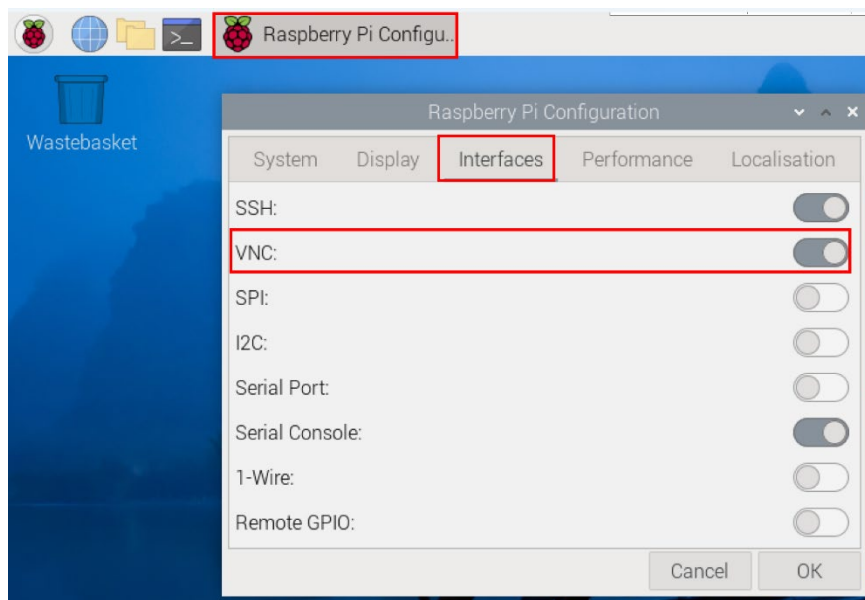 Raspberry Pi Configu..
Wastebasket
Raspberry Pi Configuration
System Display Interfaces Performance Localisation
SSH:
VNC:
SPI:
I2C:
Serial Port:
Serial Console:
1-Wire:
Remote GPIO:
Cancel OK